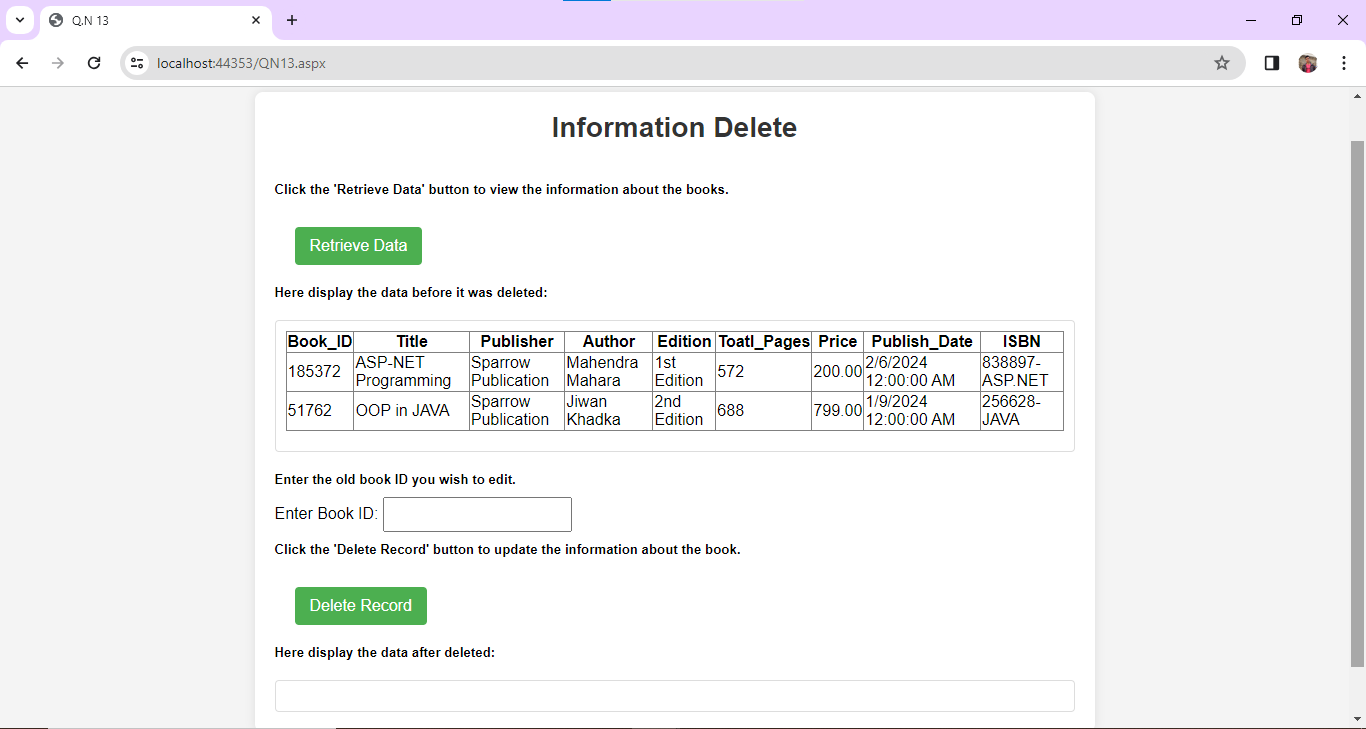 Q.N 13
localhost:44353/QN13.aspx
Information Delete
Click the 'Retrieve Data' button to view the information about the books.
Retrieve Data
Here display the data before it was deleted:
Book_ID Title Publisher Author Edition Toatl_Pages Price Publish_Date ISBN
185372 ASP-NET Programming Sparrow Publication Mahendra Mahara 1st Edition 572 200.00 2/6/2024 12:00:00 AM 838897-ASP.NET
51762 OOP in JAVA Sparrow Publication Jiwan Khadka 2nd Edition 688 799.00 1/9/2024 12:00:00 AM 256628-JAVA
Enter the old book ID you wish to edit.
Enter Book ID:
Click the 'Delete Record' button to update the information about the book.
Delete Record
Here display the data after deleted: